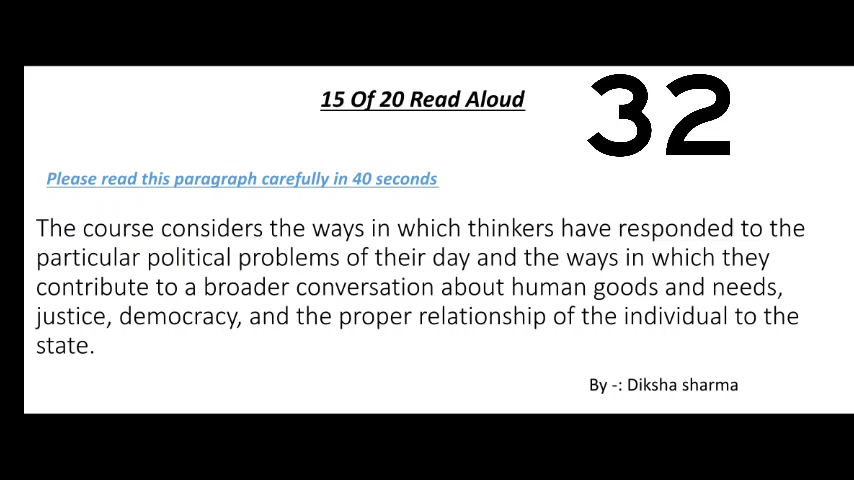 15 Of 20 Read Aloud
32
Please read this paragraph carefully in 40 seconds
The course considers the ways in which thinkers have responded to the
particular political problems of their day and the ways in which they
contribute to a broader conversation about human goods and needs,
justice, democracy, and the proper relationship of the individual to the
state.
By -: Diksha sharma